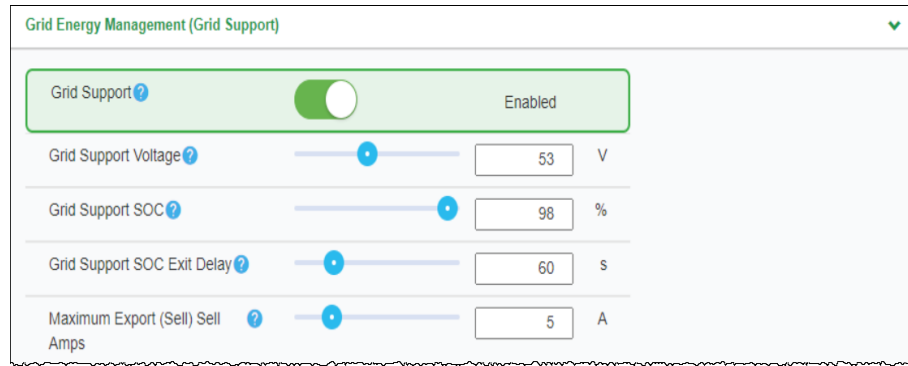 Grid Energy Management (Grid Support)
Grid Support ? Enabled
Grid Support Voltage ? 53 V
Grid Support SOC ? 98 %
Grid Support SOC Exit Delay ? 60 s
Maximum Export (Sell) Sell ? 5 A
Amps